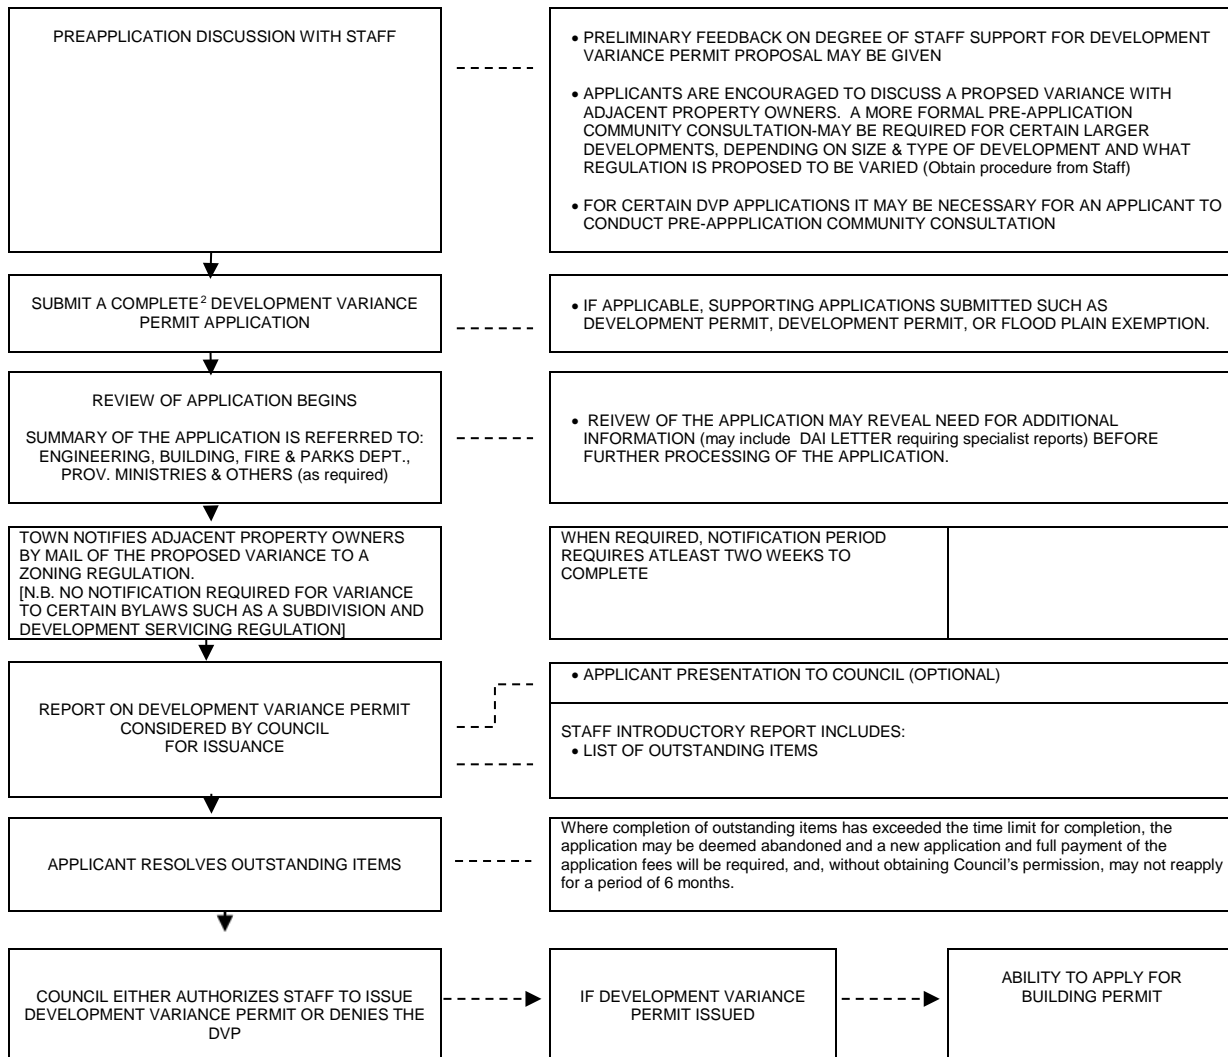 PREAPPLICATION DISCUSSION WITH STAFF
• PRELIMINARY FEEDBACK ON DEGREE OF STAFF SUPPORT FOR DEVELOPMENT
VARIANCE PERMIT PROPOSAL MAY BE GIVEN
• APPLICANTS ARE ENCOURAGED TO DISCUSS A PROPSED VARIANCE WITH
ADJACENT PROPERTY OWNERS. A MORE FORMAL PRE-APPLICATION
COMMUNITY CONSULTATION-MAY BE REQUIRED FOR CERTAIN LARGER
DEVELOPMENTS, DEPENDING ON SIZE & TYPE OF DEVELOPMENT AND WHAT
REGULATION IS PROPOSED TO BE VARIED (Obtain procedure from Staff)
• FOR CERTAIN DVP APPLICATIONS IT MAY BE NECESSARY FOR AN APPLICANT TO
CONDUCT PRE-APPPLICATION COMMUNITY CONSULTATION
SUBMIT A COMPLETE² DEVELOPMENT VARIANCE
PERMIT APPLICATION
• IF APPLICABLE, SUPPORTING APPLICATIONS SUBMITTED SUCH AS
DEVELOPMENT PERMIT, DEVELOPMENT PERMIT, OR FLOOD PLAIN EXEMPTION.
REVIEW OF APPLICATION BEGINS
SUMMARY OF THE APPLICATION IS REFERRED TO:
ENGINEERING, BUILDING, FIRE & PARKS DEPT.,
PROV. MINISTRIES & OTHERS (as required)
• REIVEW OF THE APPLICATION MAY REVEAL NEED FOR ADDITIONAL
INFORMATION (may include DAI LETTER requiring specialist reports) BEFORE
FURTHER PROCESSING OF THE APPLICATION.
TOWN NOTIFIES ADJACENT PROPERTY OWNERS
BY MAIL OF THE PROPOSED VARIANCE TO A
ZONING REGULATION.
[N.B. NO NOTIFICATION REQUIRED FOR VARIANCE
TO CERTAIN BYLAWS SUCH AS A SUBDIVISION AND
DEVELOPMENT SERVICING REGULATION]
WHEN REQUIRED, NOTIFICATION PERIOD
REQUIRES ATLEAST TWO WEEKS TO
COMPLETE
REPORT ON DEVELOPMENT VARIANCE PERMIT
CONSIDERED BY COUNCIL
FOR ISSUANCE
• APPLICANT PRESENTATION TO COUNCIL (OPTIONAL)
STAFF INTRODUCTORY REPORT INCLUDES:
• LIST OF OUTSTANDING ITEMS
APPLICANT RESOLVES OUTSTANDING ITEMS
Where completion of outstanding items has exceeded the time limit for completion, the
application may be deemed abandoned and a new application and full payment of the
application fees will be required, and, without obtaining Council's permission, may not reapply
for a period of 6 months.
COUNCIL EITHER AUTHORIZES STAFF TO ISSUE
DEVELOPMENT VARIANCE PERMIT OR DENIES THE
DVP
IF DEVELOPMENT VARIANCE
PERMIT ISSUED
ABILITY TO APPLY FOR
BUILDING PERMIT